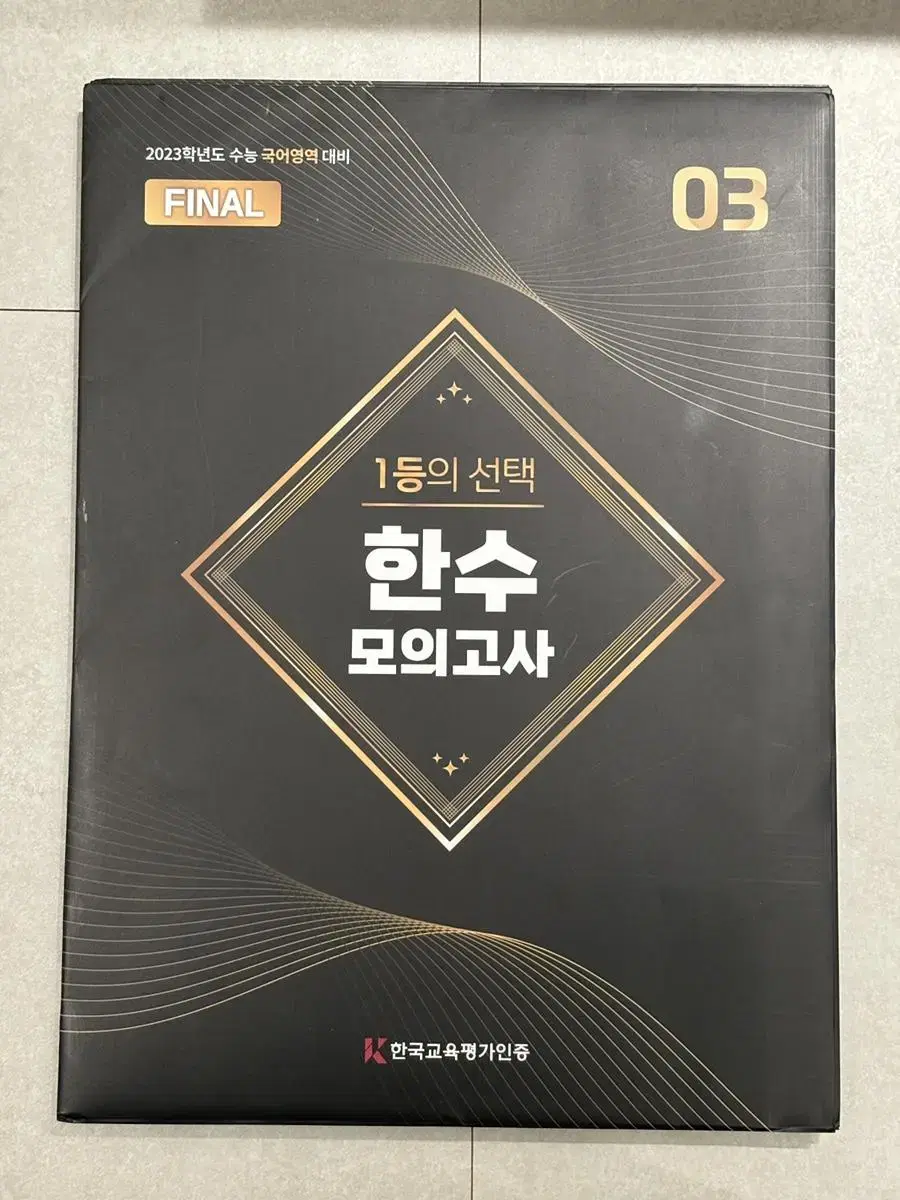 2023학년도 수능 국어영역 대비
FINAL
03
1등의 선택
한수
모의고사
한국교육평가인증